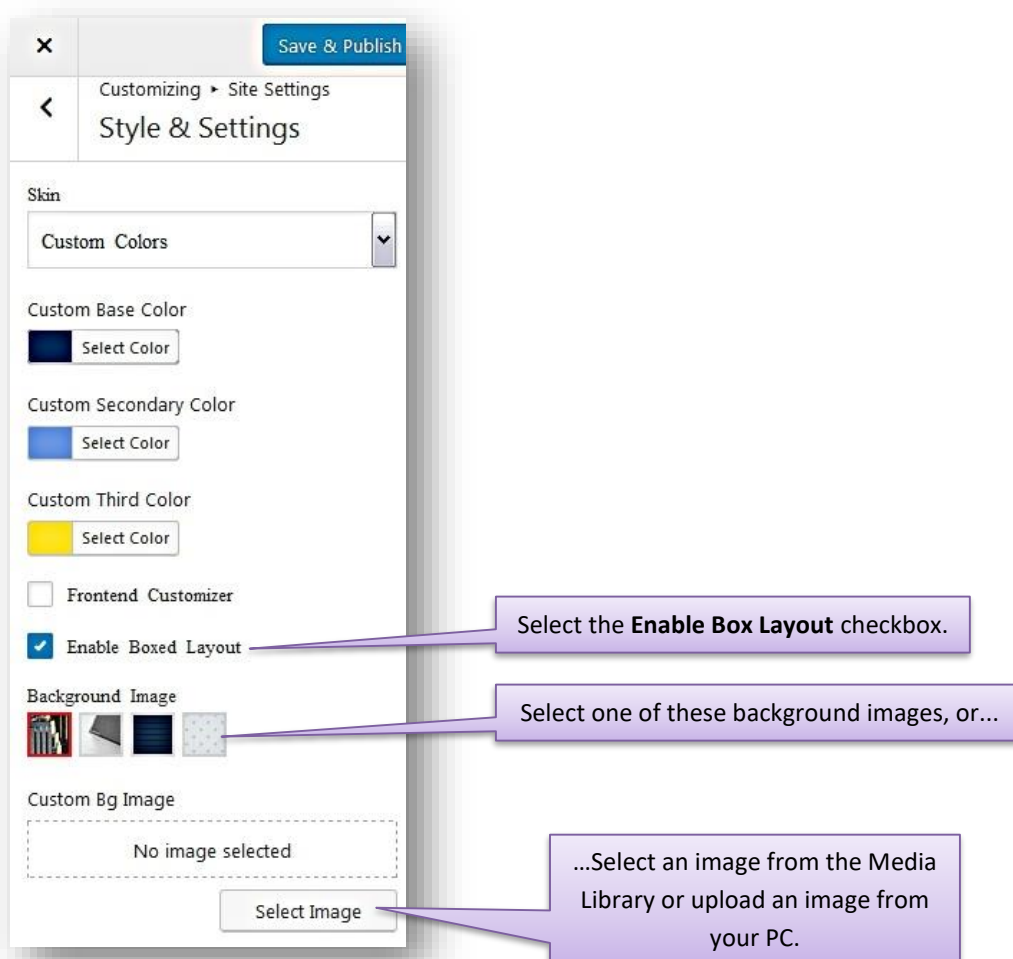 Save & Publish
Customizing ▸ Site Settings
Style & Settings
Skin
Custom Colors
Custom Base Color
Select Color
Custom Secondary Color
Select Color
Custom Third Color
Select Color
Frontend Customizer
Enable Boxed Layout
Select the Enable Box Layout checkbox.
Background Image
Select one of these background images, or...
Custom Bg Image
No image selected
Select Image
...Select an image from the Media
Library or upload an image from
your PC.